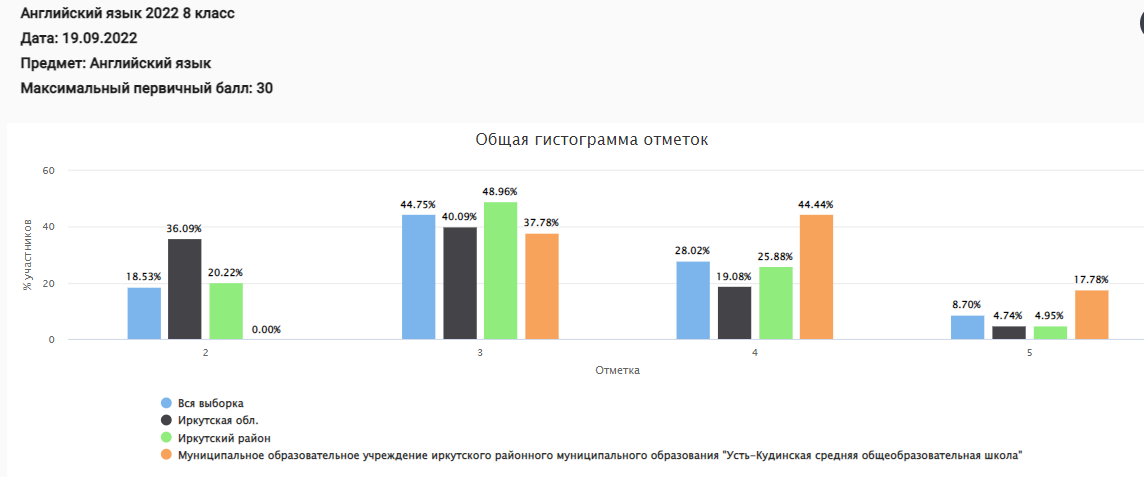 Английский язык 2022 8 класс
Дата: 19.09.2022
Предмет: Английский язык
Максимальный первичный балл: 30
Общая гистограмма отметок
% участников
60
40
20
0
18.53%
36.09%
20.22%
0.00%
44.75%
40.09%
48.96%
37.78%
28.02%
19.08%
25.88%
44.44%
8.70%
4.74%
4.95%
17.78%
2
3
4
5
Отметка
Вся выборка
Иркутская обл.
Иркутский район
Муниципальное образовательное учреждение иркутского районного муниципального образования "Усть-Кудинская средняя общеобразовательная школа"